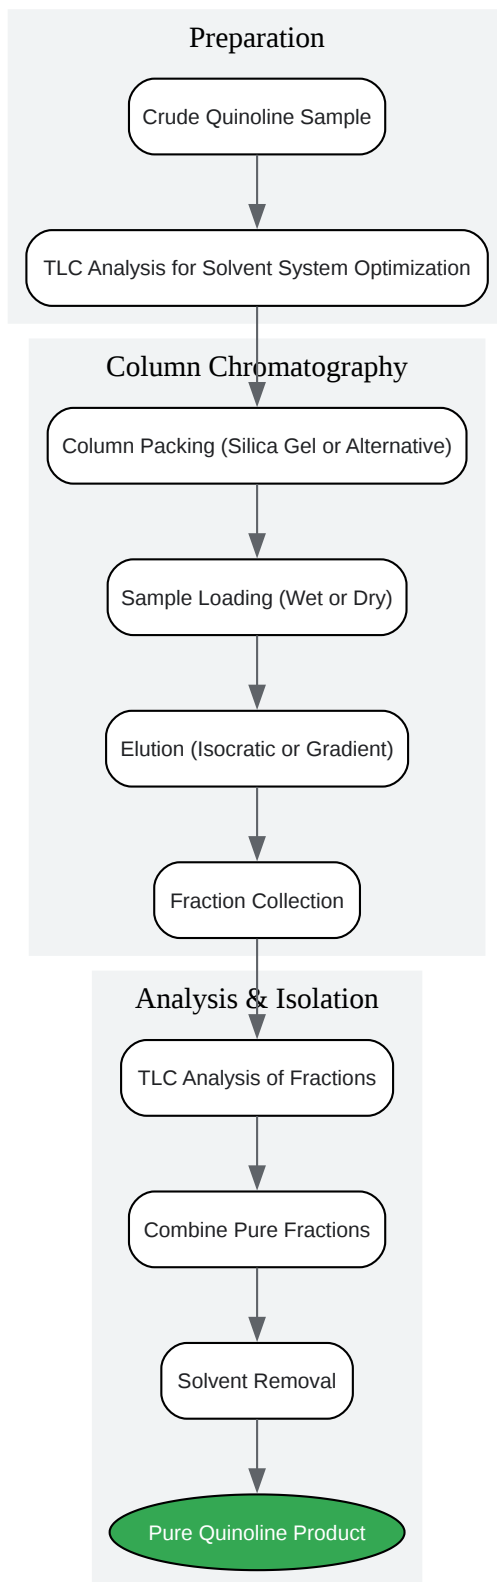 Preparation
Crude Quinoline Sample
TLC Analysis for Solvent System Optimization
Column Chromatography
Column Packing (Silica Gel or Alternative)
Sample Loading (Wet or Dry)
Elution (Isocratic or Gradient)
Fraction Collection
Analysis & Isolation
TLC Analysis of Fractions
Combine Pure Fractions
Solvent Removal
Pure Quinoline Product